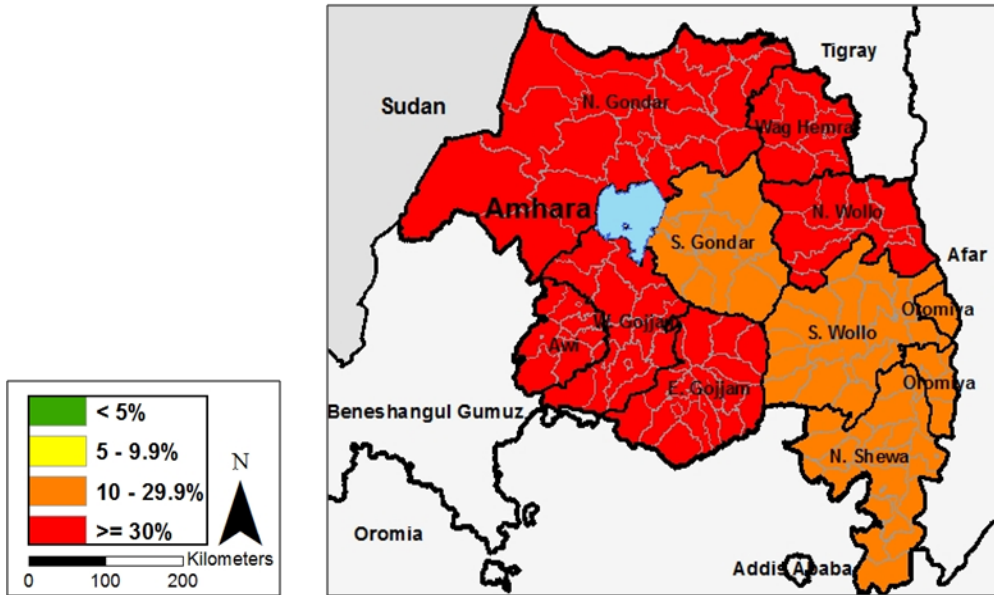 Tigray
Sudan
N. Gondar
Wag Hemra
Amhara
N. Wollo
S. Gondar
Afar
Oromiya
W. Gojjam
S. Wollo
Awi
E. Gojjam
Oromiya
Beneshangul Gumuz
N. Shewa
Oromia
Addis Ababa
< 5%
5 - 9.9%
10 - 29.9%
>= 30%
N
Kilometers
0 100 200